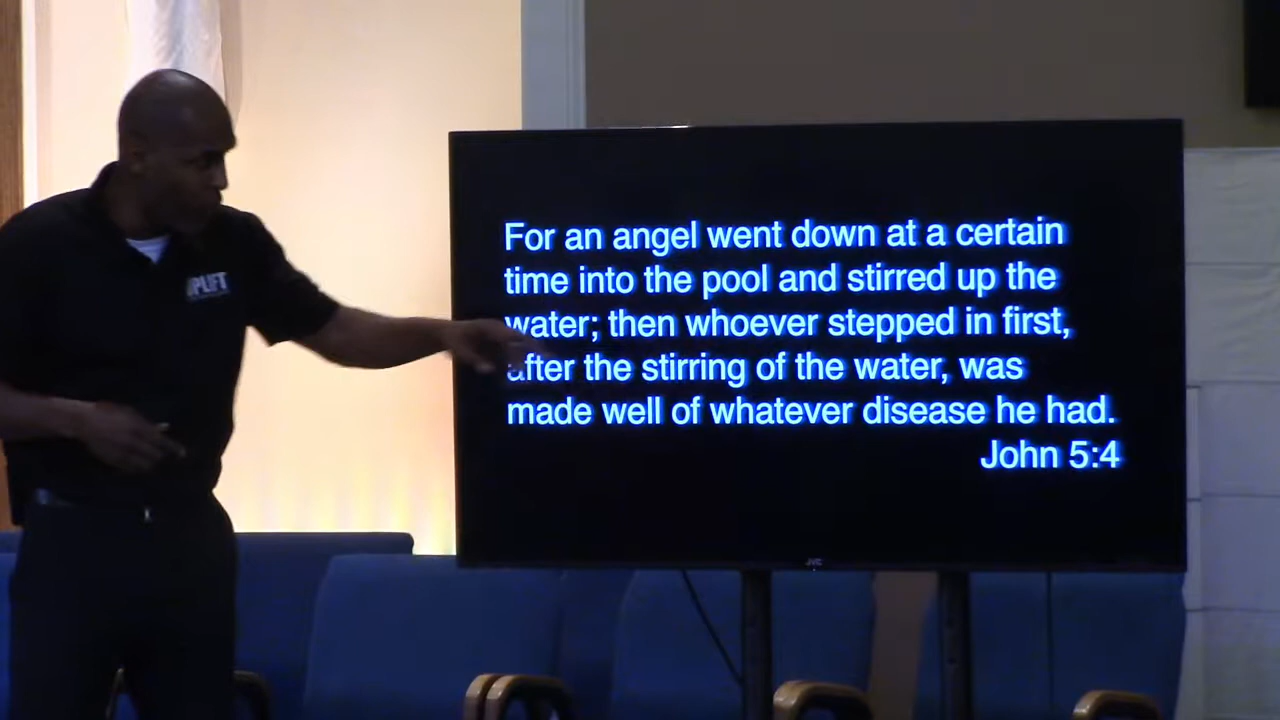 For an angel went down at a certain
time into the pool and stirred up the
water; then whoever stepped in first,
after the stirring of the water, was
made well of whatever disease he had.
John 5:4
UPLIFT
JVC